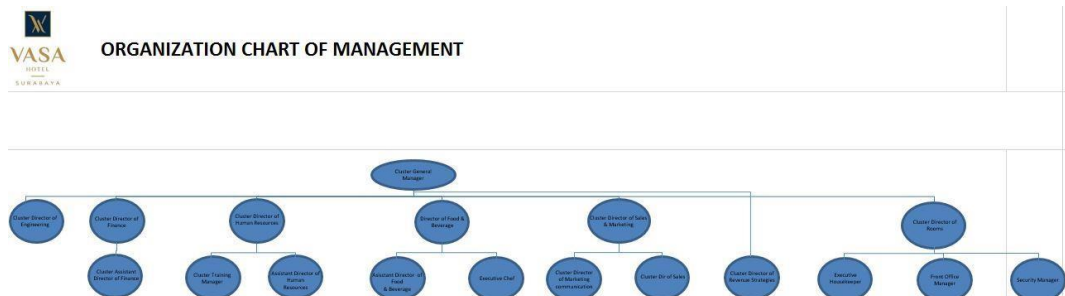 VASA
HOTEL
SURABAYA
ORGANIZATION CHART OF MANAGEMENT
Cluster General
Manager
Cluster Director of
Engineering
Cluster Director of
Finance
Cluster Director of
Human Resources
Director of Food &
Beverage
Cluster Director of Sales
& Marketing
Cluster Director of
Rooms
Cluster Assistant
Director of Finance
Cluster Training
Manager
Assistant Director of
Human
Resources
Assistant Director of
Food
& Beverage
Executive Chef
Cluster Director
of Marketing
communication
Cluster Dir of Sales
Cluster Director of
Revenue Strategies
Executive
Housekeeper
Front Office
Manager
Security Manager